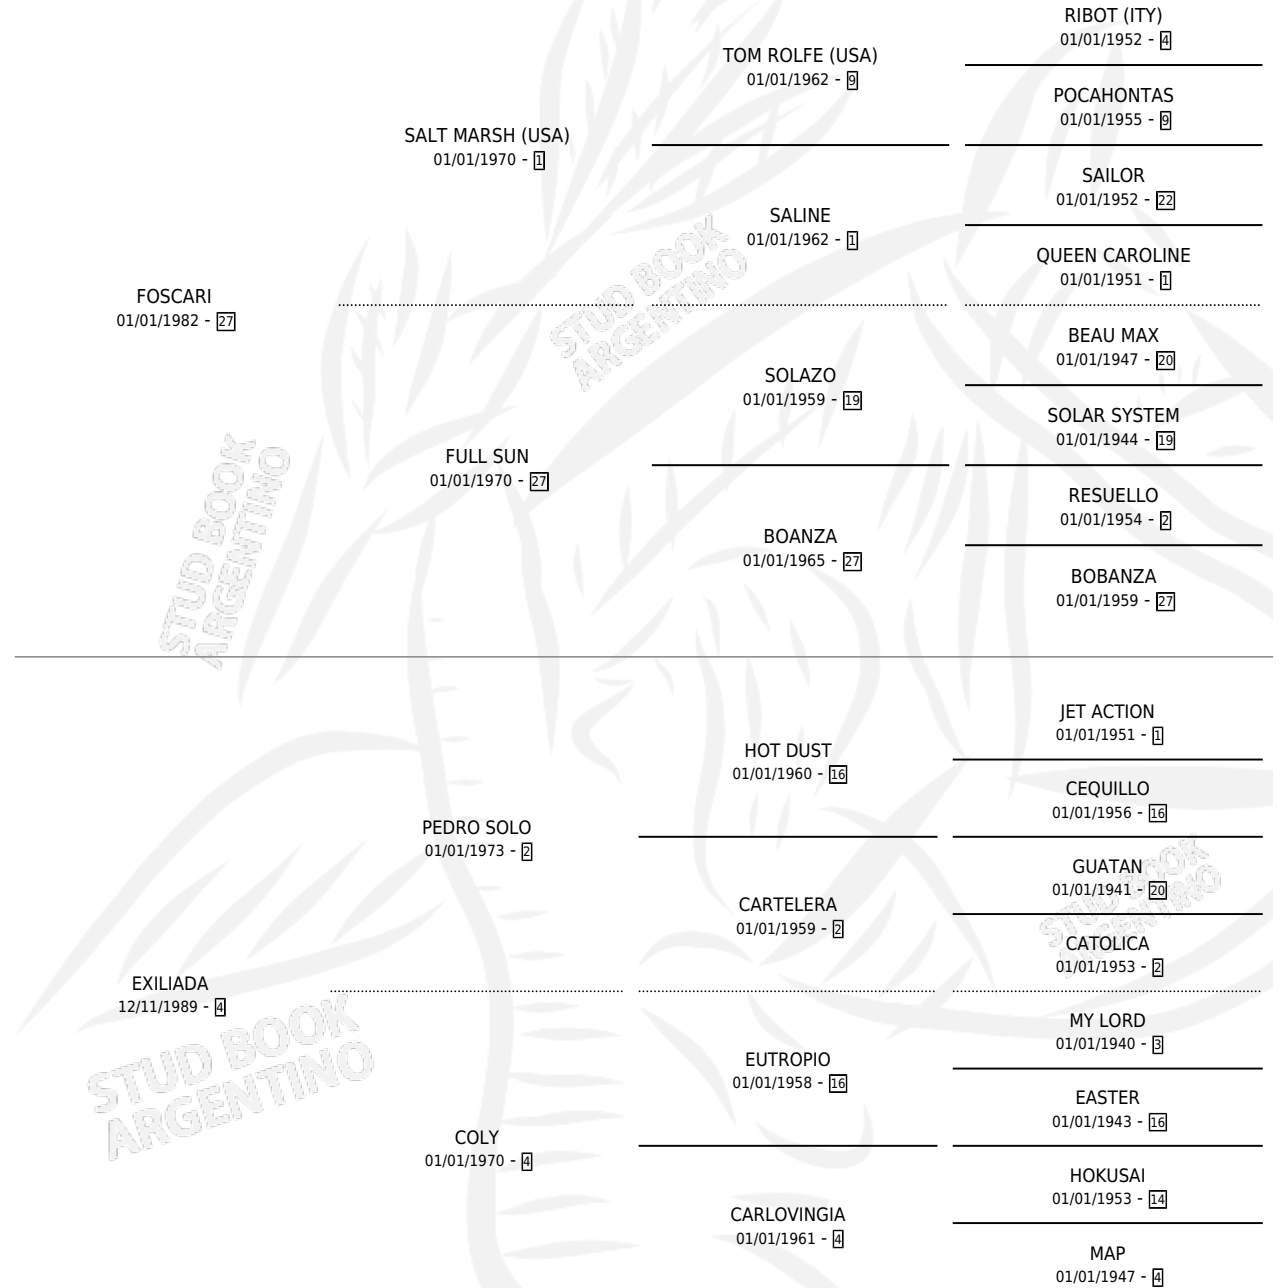 RIBOT (ITY)
01/01/1952 - 4
TOM ROLFE (USA)
01/01/1962 - 9
POCAHONTAS
01/01/1955 - 9
SALT MARSH (USA)
01/01/1970 - 1
SAILOR
01/01/1952 - 22
SALINE
01/01/1962 - 1
QUEEN CAROLINE
01/01/1951 - 1
FOSCARI
01/01/1982 - 27
BEAU MAX
01/01/1947 - 20
SOLAZO
01/01/1959 - 19
SOLAR SYSTEM
01/01/1944 - 19
FULL SUN
01/01/1970 - 27
RESUELLO
01/01/1954 - 2
BOANZA
01/01/1965 - 27
BOBANZA
01/01/1959 - 27
JET ACTION
01/01/1951 - 1
HOT DUST
01/01/1960 - 16
CEQUILLO
01/01/1956 - 16
PEDRO SOLO
01/01/1973 - 2
GUATAN
01/01/1941 - 20
CARTELERA
01/01/1959 - 2
CATOLICA
01/01/1953 - 2
EXILIADA
12/11/1989 - 4
MY LORD
01/01/1940 - 3
EUTROPIO
01/01/1958 - 16
EASTER
01/01/1943 - 16
COLY
01/01/1970 - 4
HOKUSAI
01/01/1953 - 14
CARLOVINGIA
01/01/1961 - 4
MAP
01/01/1947 - 4
STUD BOOK
ARGENTINO
STUD BOOK
ARGENTINO
STUD BOOK
ARGENTINO
STUD BOOK
ARGENTINO